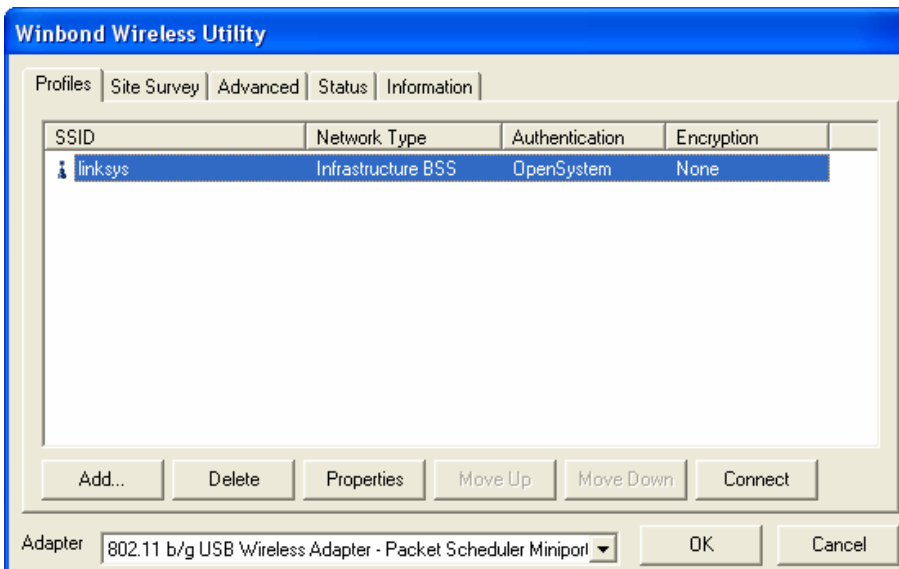 Winbond Wireless Utility
Profiles Site Survey Advanced Status Information
SSID Network Type Authentication Encryption
linksys Infrastructure BSS OpenSystem None
Add... Delete Properties Move Up Move Down Connect
Adapter 802.11 b/g USB Wireless Adapter - Packet Scheduler Miniport OK Cancel